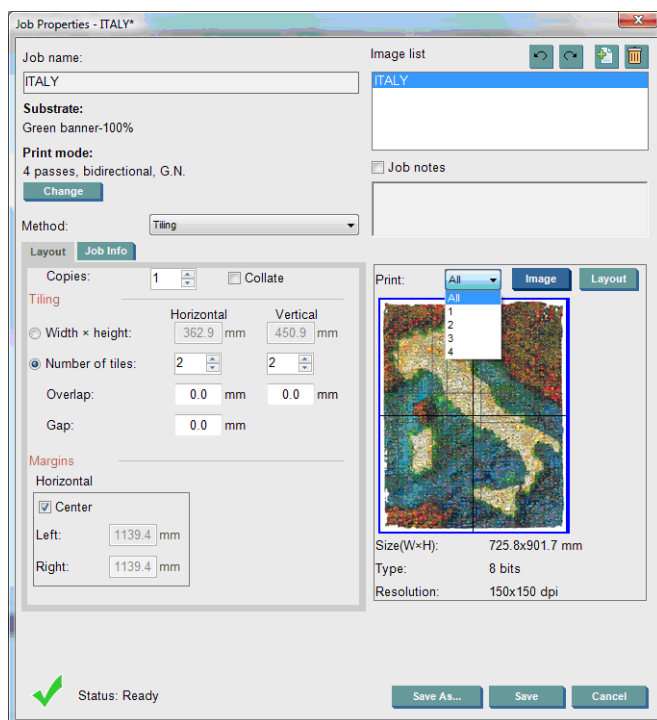 Job Properties - ITALY*
Job name:
ITALY
Substrate:
Green banner-100%
Print mode:
4 passes, bidirectional, G.N.
Change
Method: Tiling
Image list
ITALY
Job notes
Layout Job Info
Copies: 1 Collate
Tiling
Horizontal Vertical
Width × height: 362.9 mm 450.9 mm
Number of tiles: 2 2
Overlap: 0.0 mm 0.0 mm
Gap: 0.0 mm
Margins
Horizontal
Center
Left: 1139.4 mm
Right: 1139.4 mm
Print: All Image Layout
All
1
2
3
4
Size(W×H): 725.8x901.7 mm
Type: 8 bits
Resolution: 150x150 dpi
Status: Ready
Save As... Save Cancel